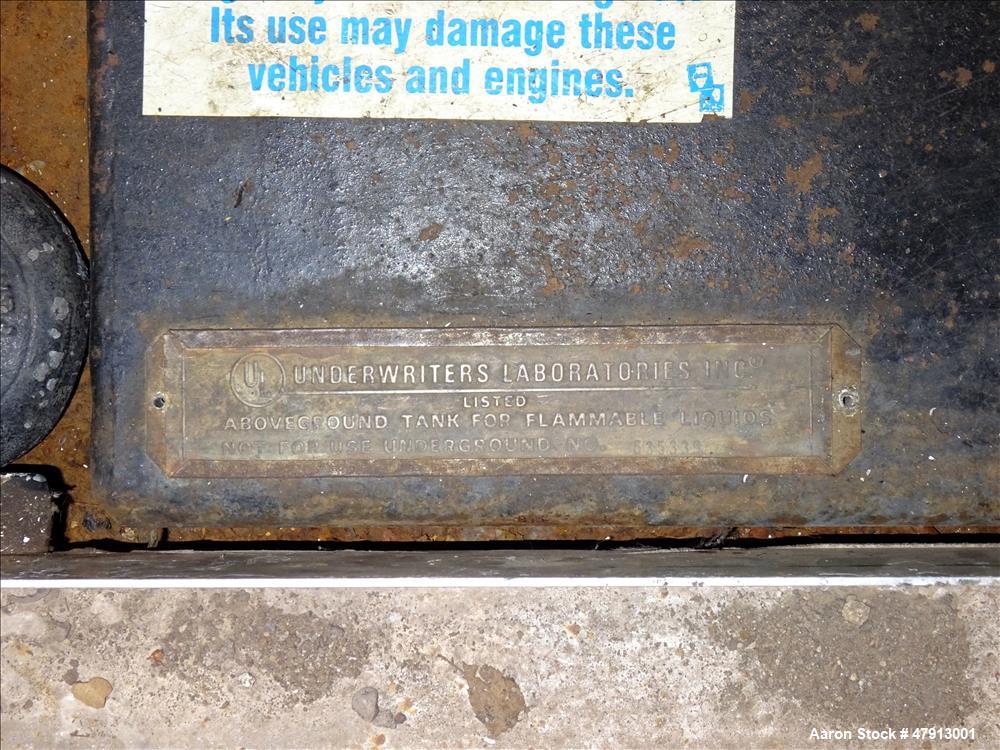 Its use may damage these
vehicles and engines.
UL UNDERWRITERS LABORATORIES INC®
LISTED
ABOVEGROUND TANK FOR FLAMMABLE LIQUIDS
NOT FOR USE UNDERGROUND NO.
Aaron Stock # 47913001